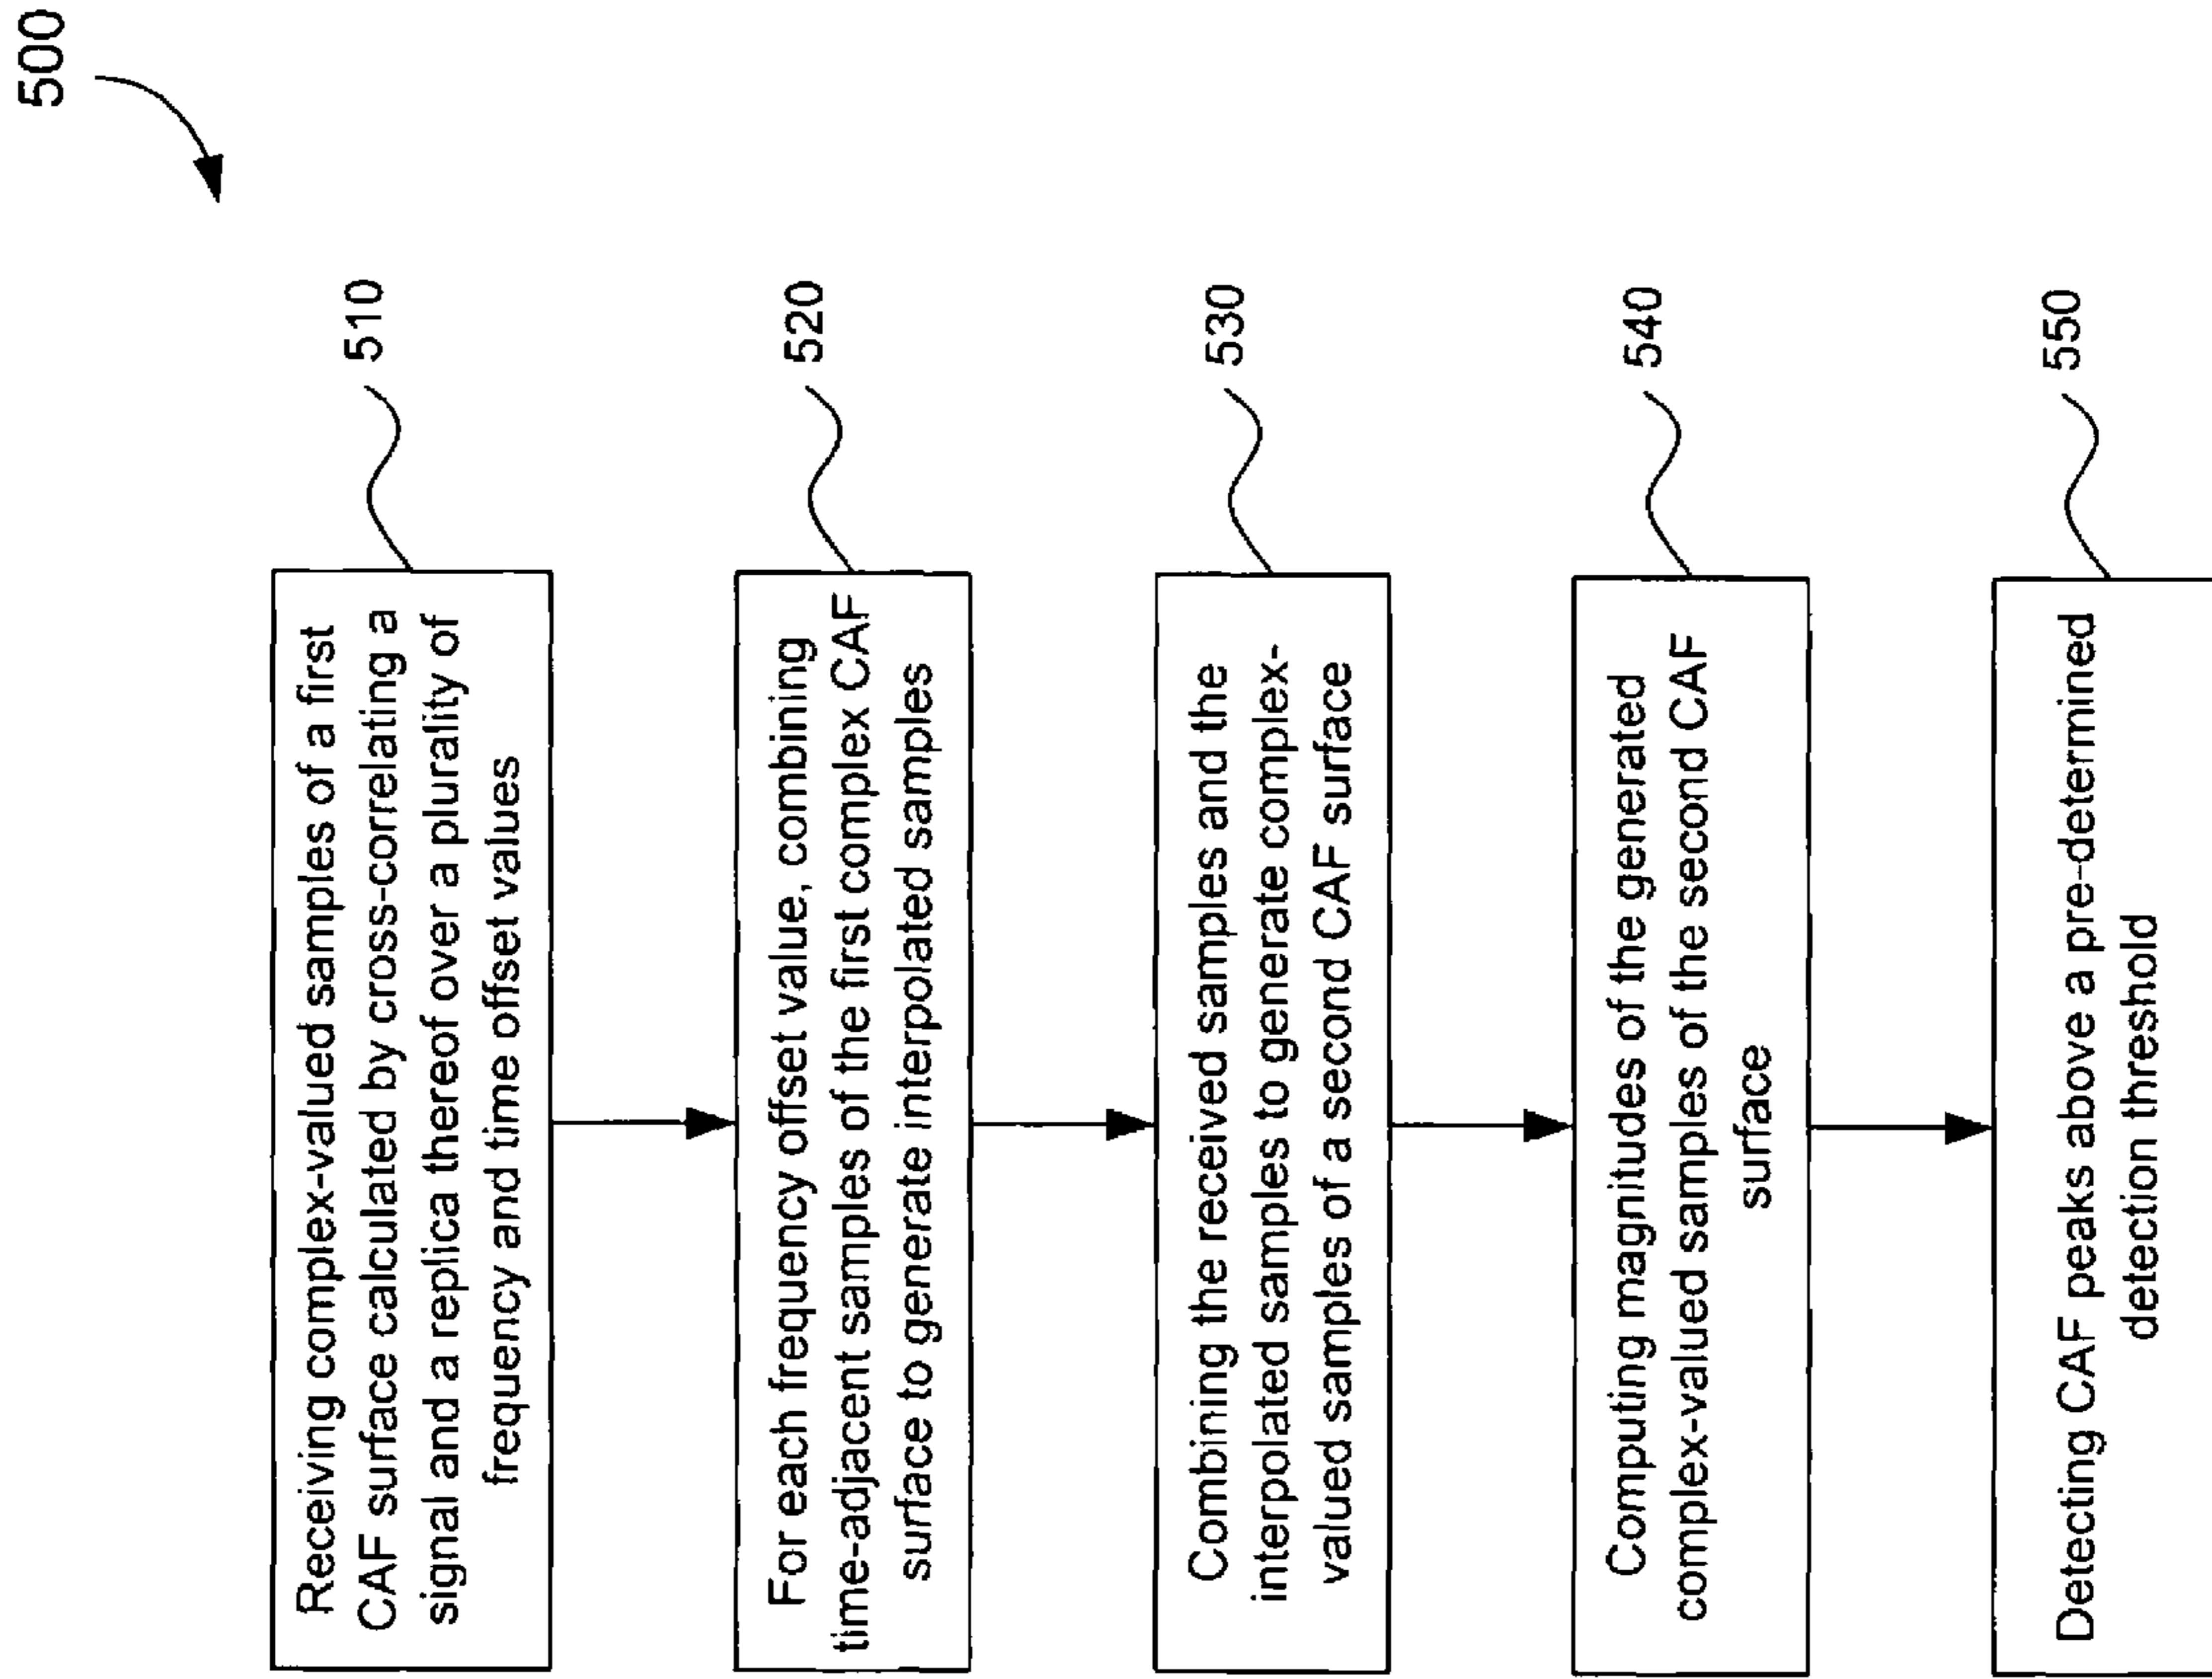 500
Receiving complex-valued samples of a first
CAF surface calculated by cross-correlating a
signal and a replica thereof over a plurality of
frequency and time offset values
510
For each frequency offset value, combining
time-adjacent samples of the first complex CAF
surface to generate interpolated samples
520
Combining the received samples and the
interpolated samples to generate complex-
valued samples of a second CAF surface
530
Computing magnitudes of the generated
complex-valued samples of the second CAF
surface
540
Detecting CAF peaks above a pre-determined
detection threshold
550